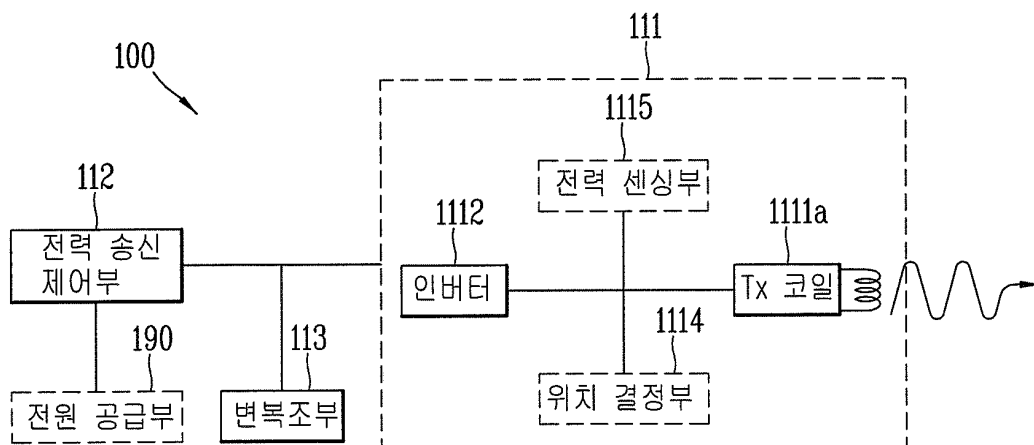 100
111
1115
전력 센싱부
112
전력 송신
제어부
1112
인버터
1111a
Tx 코일
190
전원 공급부
113
변복조부
1114
위치 결정부